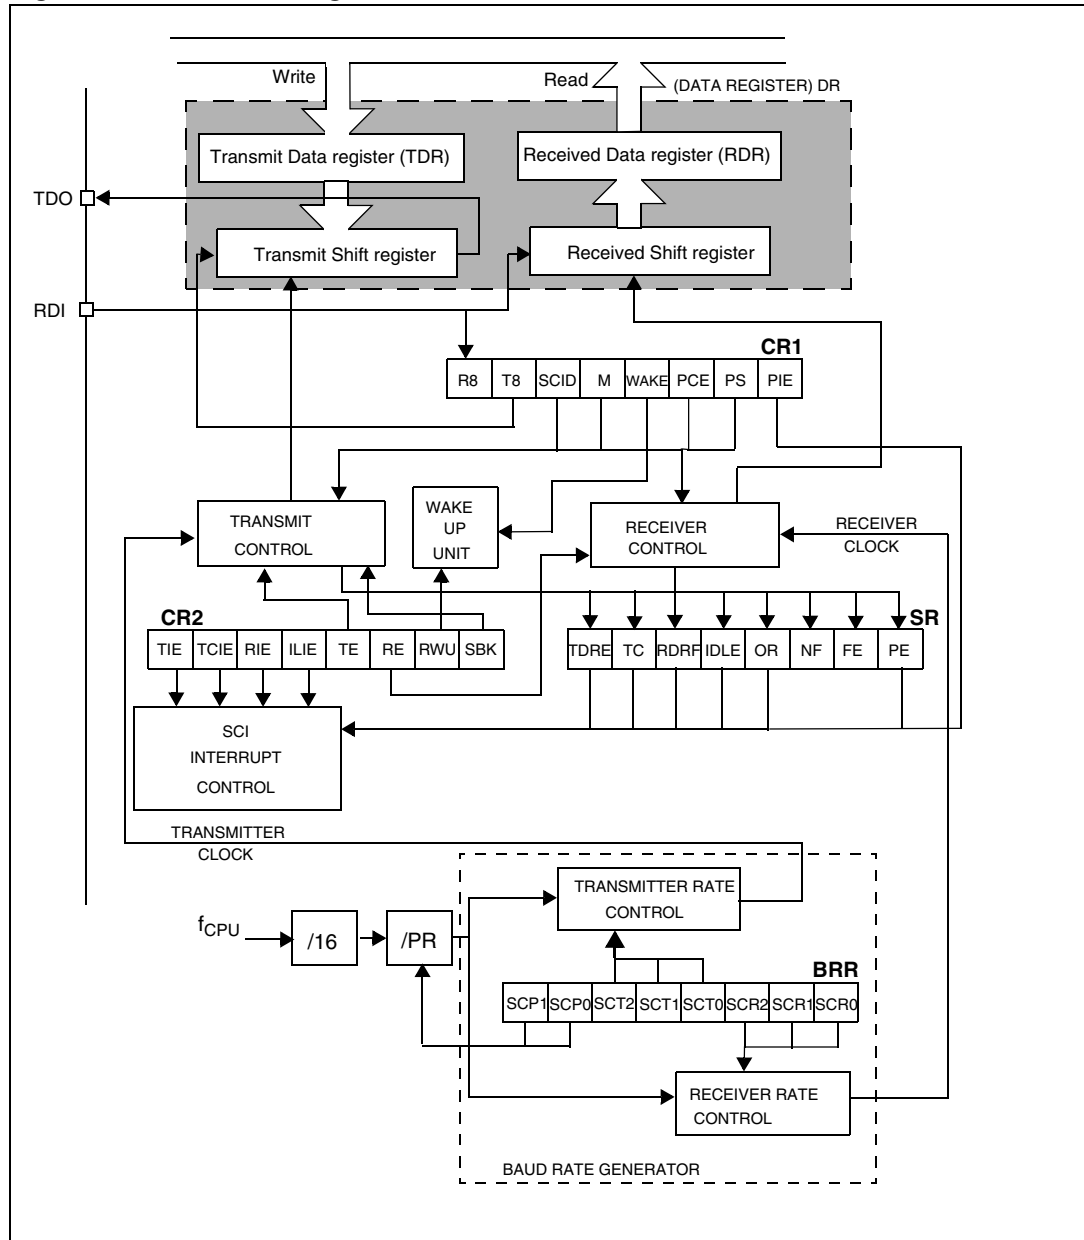 Write
Read
(DATA REGISTER) DR
Transmit Data register (TDR)
Received Data register (RDR)
TDO
Transmit Shift register
Received Shift register
RDI
CR1
R8 T8 SCID M WAKE PCE PS PIE
TRANSMIT
CONTROL
WAKE
UP
UNIT
RECEIVER
CONTROL
RECEIVER
CLOCK
CR2
SR
TIE TCIE RIE ILIE TE RE RWU SBK
TDRE TC RDRF IDLE OR NF FE PE
SCI
INTERRUPT
CONTROL
TRANSMITTER
CLOCK
TRANSMITTER RATE
CONTROL
fCPU
/16
/PR
BRR
SCP1 SCP0 SCT2 SCT1 SCT0 SCR2 SCR1 SCR0
RECEIVER RATE
CONTROL
BAUD RATE GENERATOR